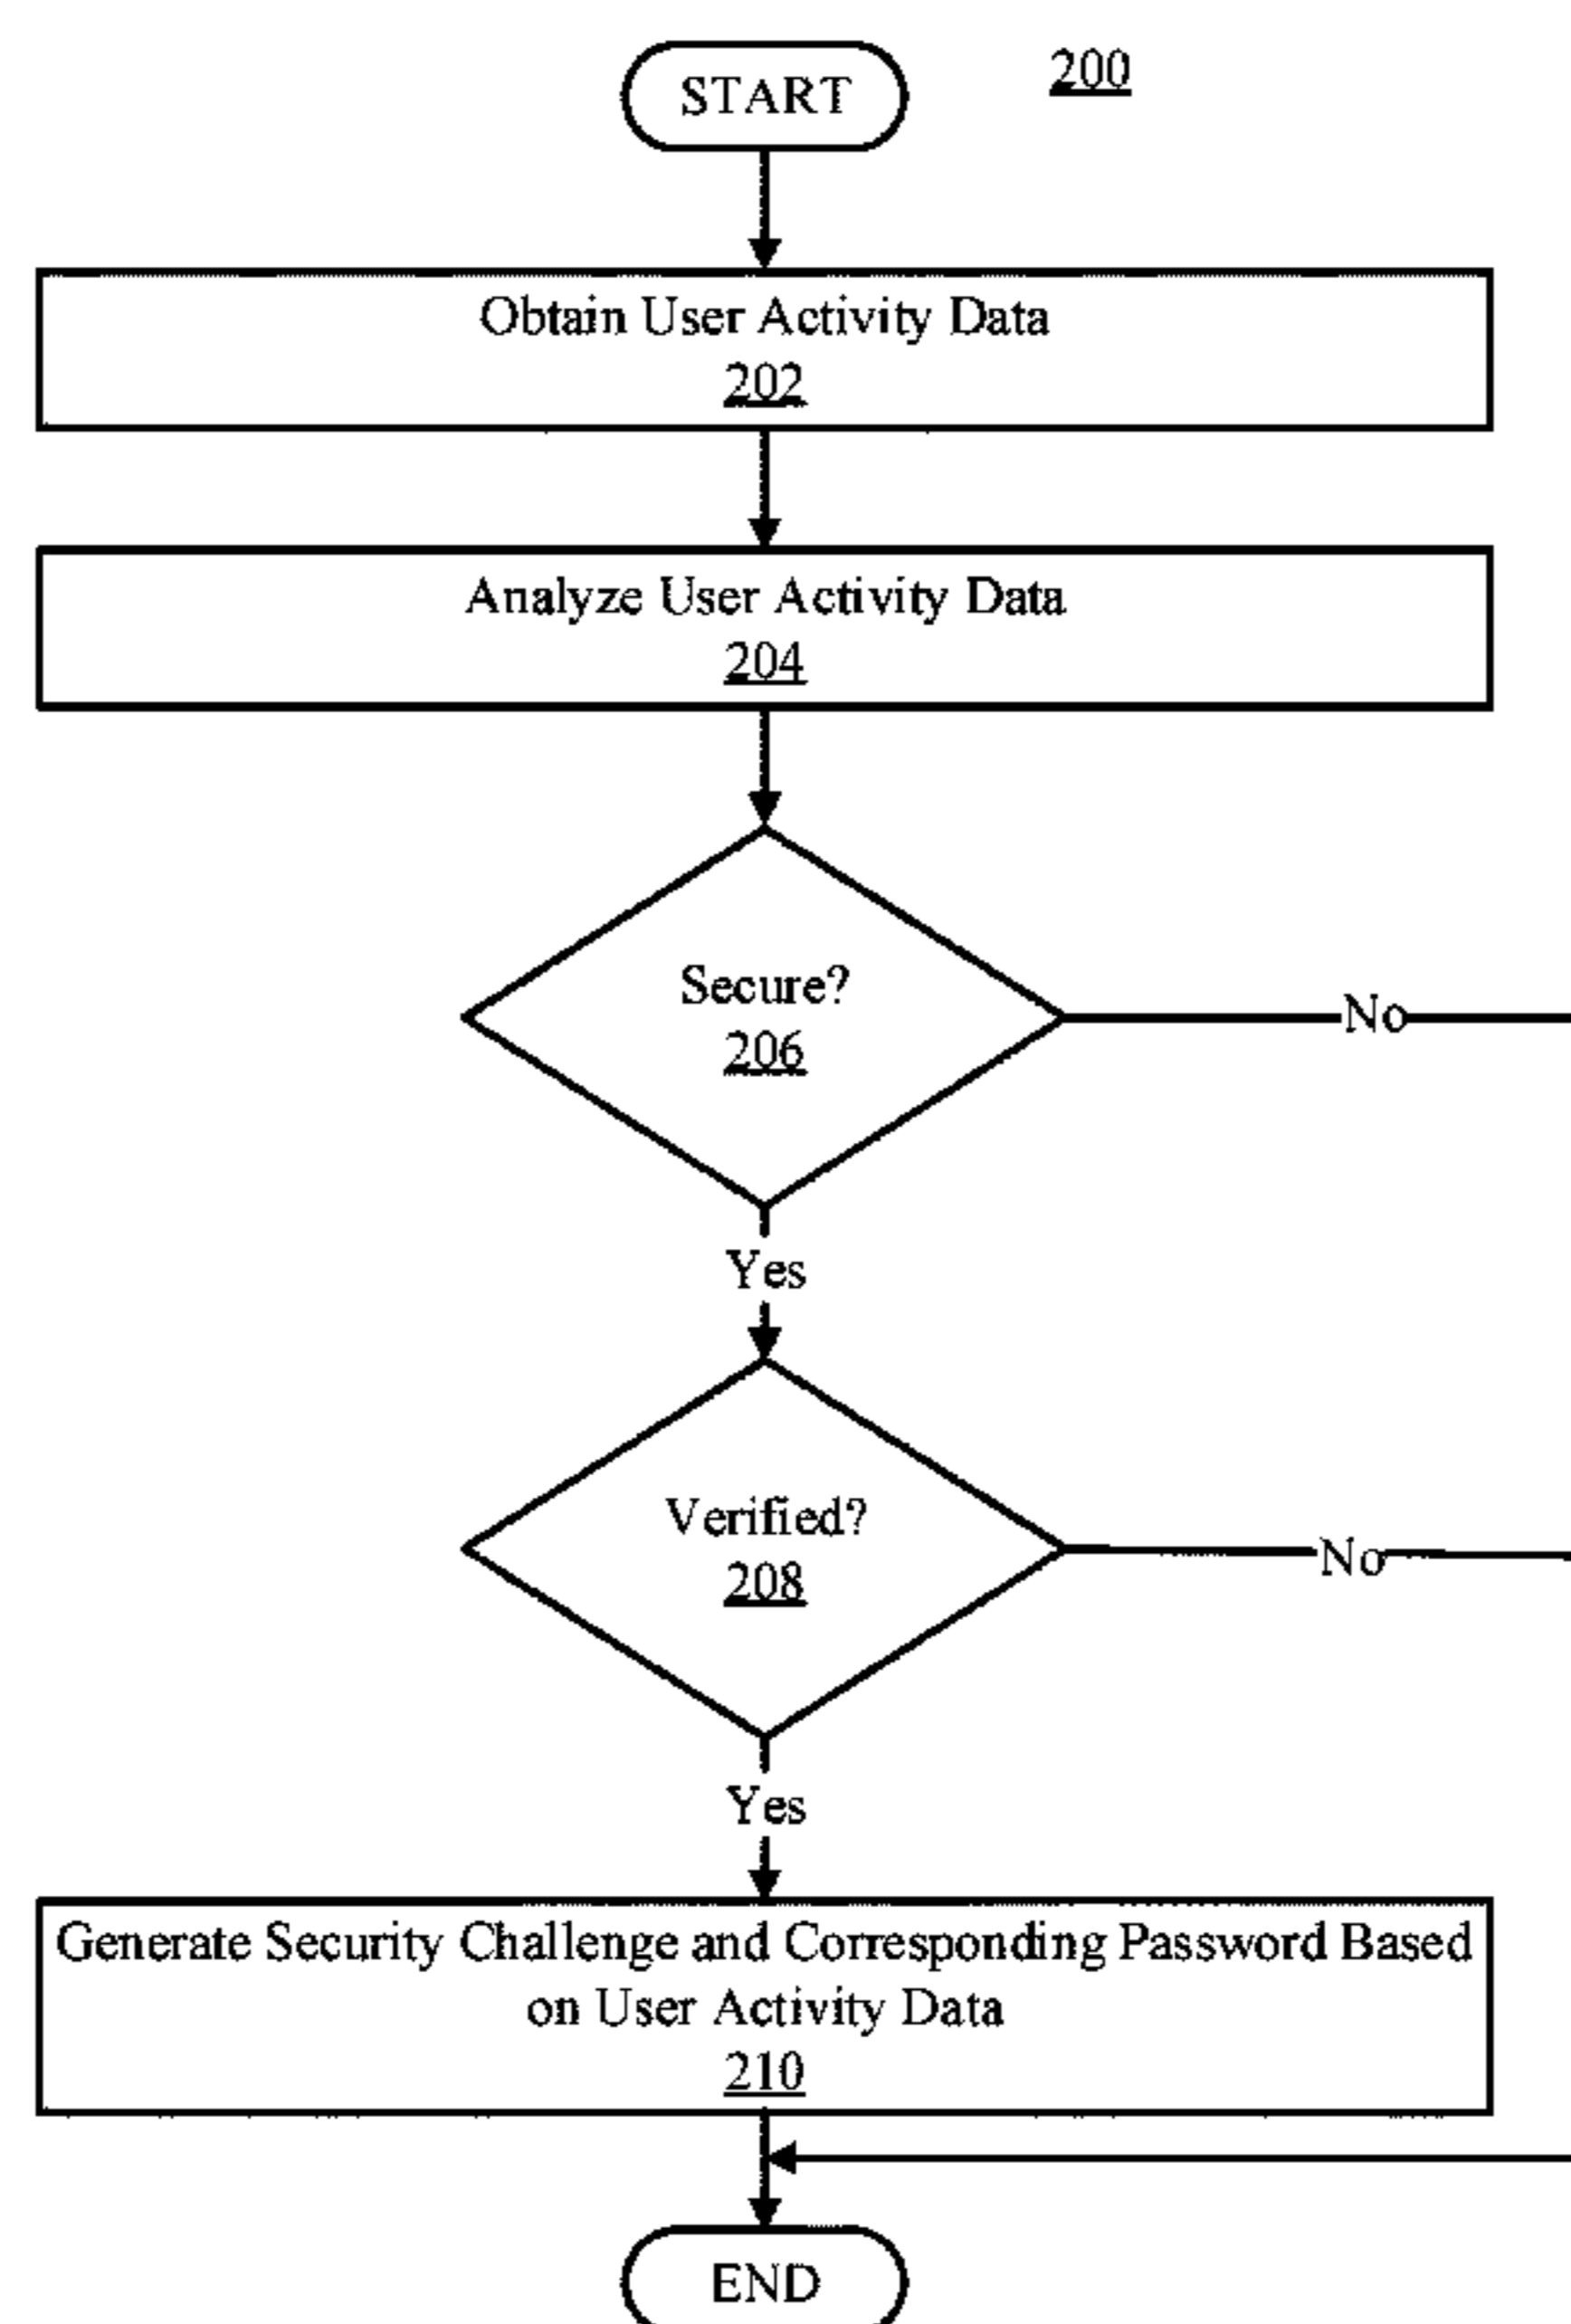 START
200
Obtain User Activity Data
202
Analyze User Activity Data
204
Secure?
206
No
Yes
Verified?
208
No
Yes
Generate Security Challenge and Corresponding Password Based
on User Activity Data
210
END